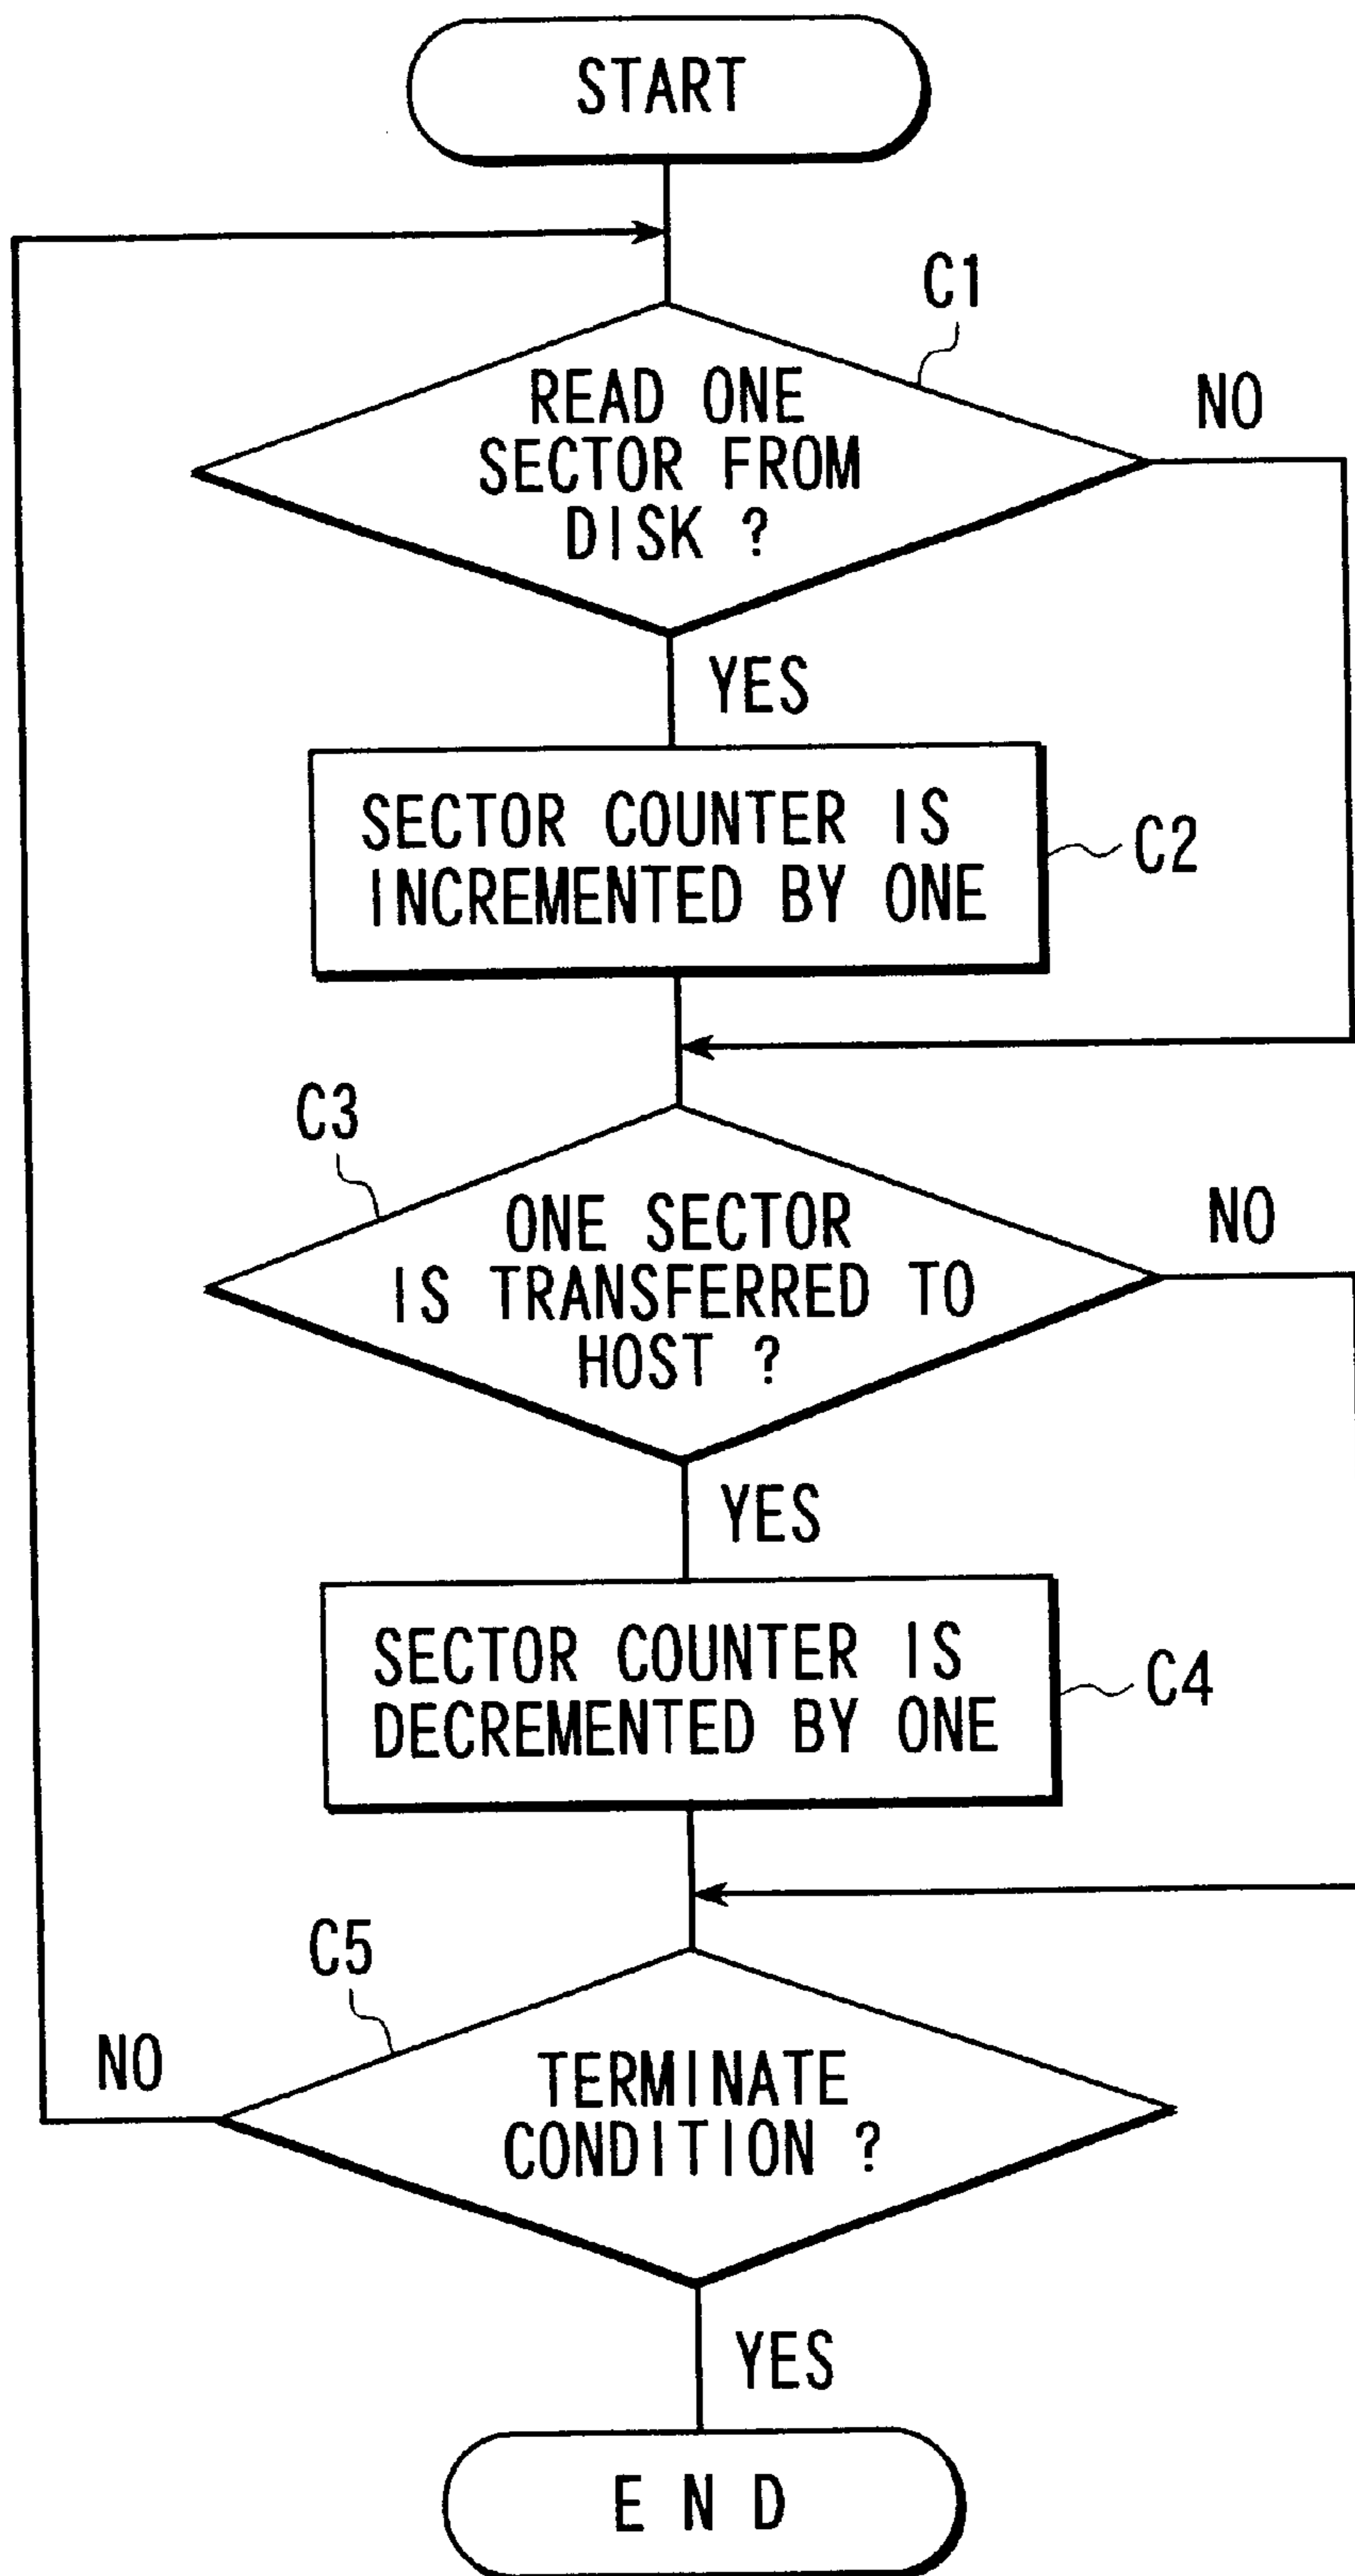 START
C1
READ ONE
SECTOR FROM
DISK ?
NO
YES
SECTOR COUNTER IS
INCREMENTED BY ONE
C2
C3
ONE SECTOR
IS TRANSFERRED TO
HOST ?
NO
YES
SECTOR COUNTER IS
DECREMENTED BY ONE
C4
C5
NO
TERMINATE
CONDITION ?
YES
END